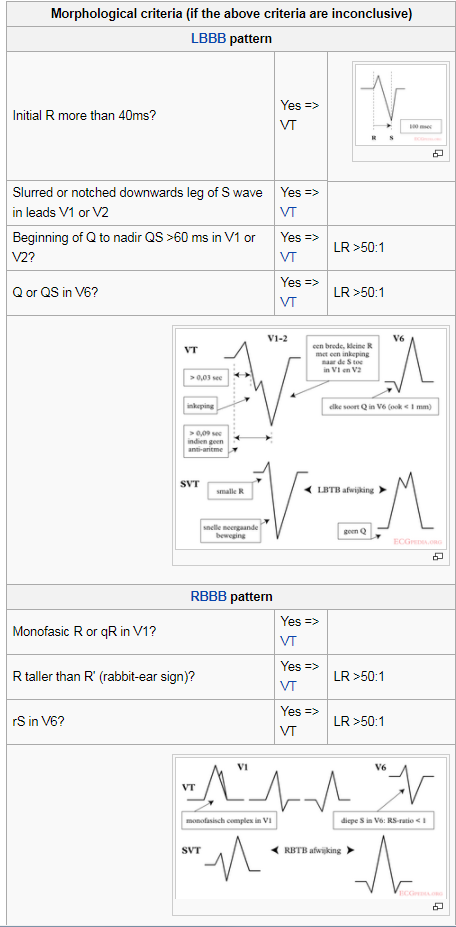 Morphological criteria (if the above criteria are inconclusive)
LBBB pattern
Initial R more than 40ms?
Yes =>
VT
100 msec
R S
Slurred or notched downwards leg of S wave
in leads V1 or V2
Yes =>
VT
Beginning of Q to nadir QS >60 ms in V1 or
V2?
Yes =>
VT
LR >50:1
Q or QS in V6?
Yes =>
VT
LR >50:1
VT
V1-2
V6
een brede, kleine R
met een inkeping
naar de S toe
in V1 en V2
> 0,03 sec
inkeping
elke soort Q in V6 (ook < 1 mm)
> 0,09 sec
indien geen
anti-aritme
SVT
smalle R
LBTB afwijking
snelle neergaande
beweging
geen Q
ECGpedia.org
RBBB pattern
Monofasic R or qR in V1?
Yes =>
VT
R taller than R' (rabbit-ear sign)?
Yes =>
VT
LR >50:1
rS in V6?
Yes =>
VT
LR >50:1
V1
V6
VT
monofasisch complex in V1
diepe S in V6: RS-ratio < 1
SVT
RBTB afwijking
ECGpedia.org